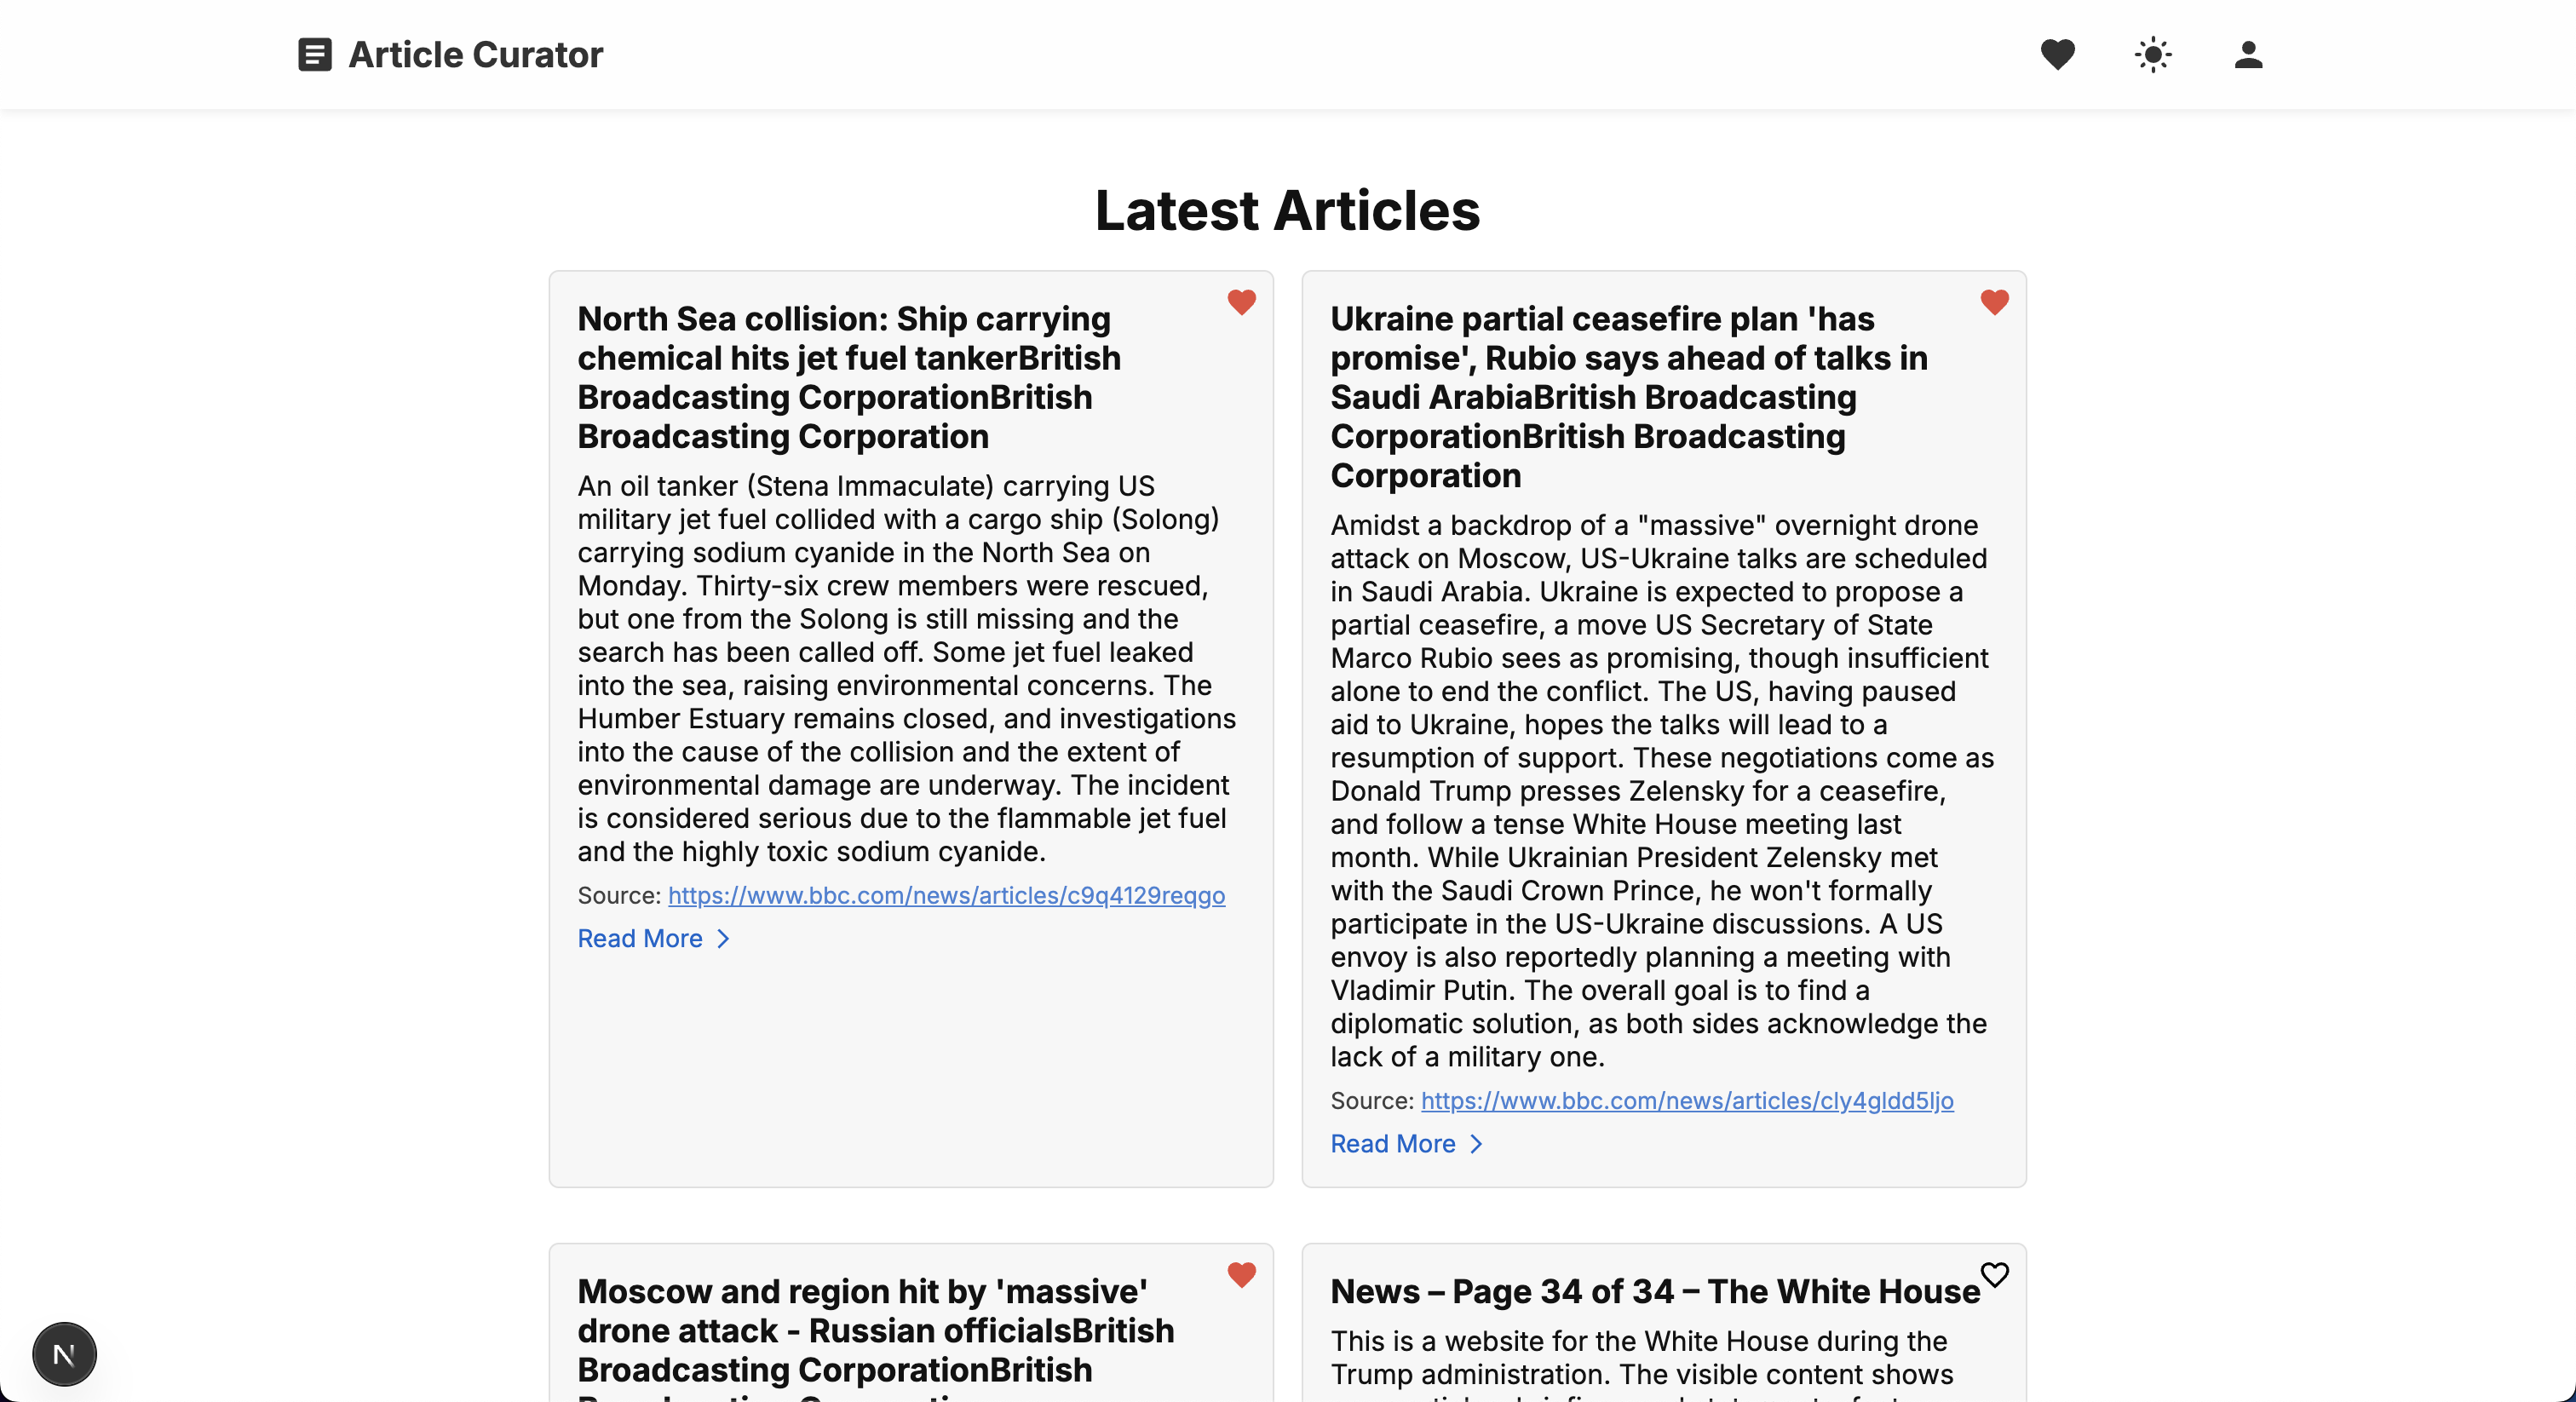 Article Curator
Latest Articles
North Sea collision: Ship carrying
chemical hits jet fuel tankerBritish
Broadcasting CorporationBritish
Broadcasting Corporation
An oil tanker (Stena Immaculate) carrying US
military jet fuel collided with a cargo ship (Solong)
carrying sodium cyanide in the North Sea on
Monday. Thirty-six crew members were rescued,
but one from the Solong is still missing and the
search has been called off. Some jet fuel leaked
into the sea, raising environmental concerns. The
Humber Estuary remains closed, and investigations
into the cause of the collision and the extent of
environmental damage are underway. The incident
is considered serious due to the flammable jet fuel
and the highly toxic sodium cyanide.
Source: https://www.bbc.com/news/articles/c9q4129reqgo
Read More
Ukraine partial ceasefire plan 'has
promise', Rubio says ahead of talks in
Saudi ArabiaBritish Broadcasting
CorporationBritish Broadcasting
Corporation
Amidst a backdrop of a "massive" overnight drone
attack on Moscow, US-Ukraine talks are scheduled
in Saudi Arabia. Ukraine is expected to propose a
partial ceasefire, a move US Secretary of State
Marco Rubio sees as promising, though insufficient
alone to end the conflict. The US, having paused
aid to Ukraine, hopes the talks will lead to a
resumption of support. These negotiations come as
Donald Trump presses Zelensky for a ceasefire,
and follow a tense White House meeting last
month. While Ukrainian President Zelensky met
with the Saudi Crown Prince, he won't formally
participate in the US-Ukraine discussions. A US
envoy is also reportedly planning a meeting with
Vladimir Putin. The overall goal is to find a
diplomatic solution, as both sides acknowledge the
lack of a military one.
Source: https://www.bbc.com/news/articles/cly4gldd5ljo
Read More
Moscow and region hit by 'massive'
drone attack - Russian officialsBritish
Broadcasting CorporationBritish
News – Page 34 of 34 – The White House
This is a website for the White House during the
Trump administration. The visible content shows
N